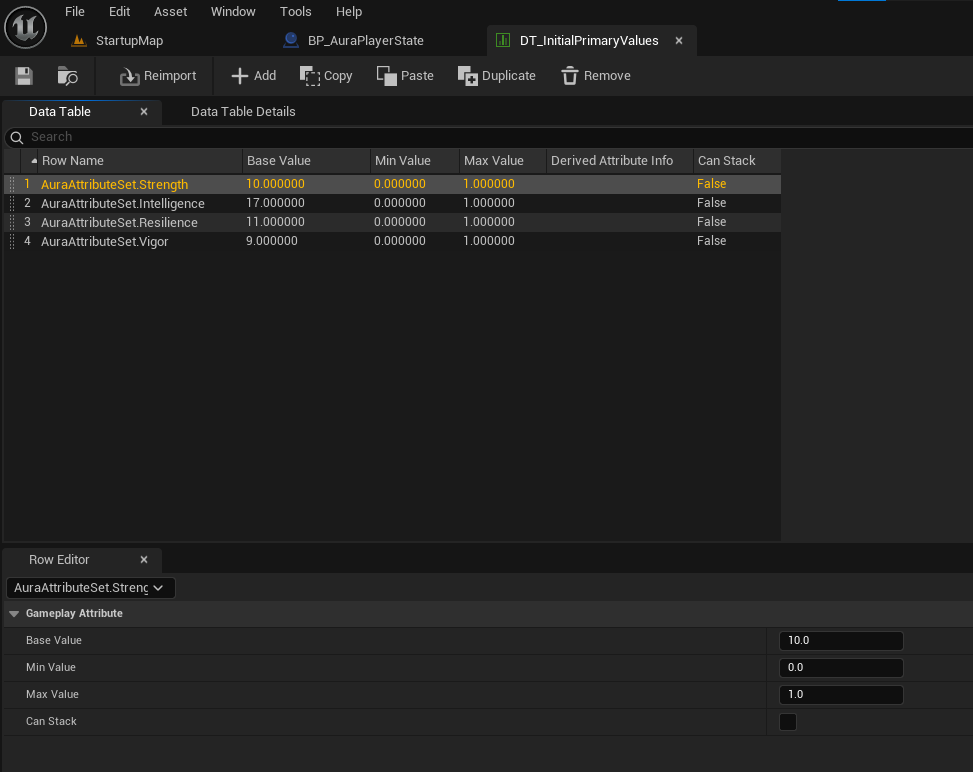 File Edit Asset Window Tools Help
StartupMap BP_AuraPlayerState DT_InitialPrimaryValues
Reimport Add Copy Paste Duplicate Remove
Data Table Data Table Details
Search
Row Name Base Value Min Value Max Value Derived Attribute Info Can Stack
1 AuraAttributeSet.Strength 10.000000 0.000000 1.000000 False
2 AuraAttributeSet.Intelligence 17.000000 0.000000 1.000000 False
3 AuraAttributeSet.Resilience 11.000000 0.000000 1.000000 False
4 AuraAttributeSet.Vigor 9.000000 0.000000 1.000000 False
Row Editor
AuraAttributeSet.Streng
Gameplay Attribute
Base Value 10.0
Min Value 0.0
Max Value 1.0
Can Stack